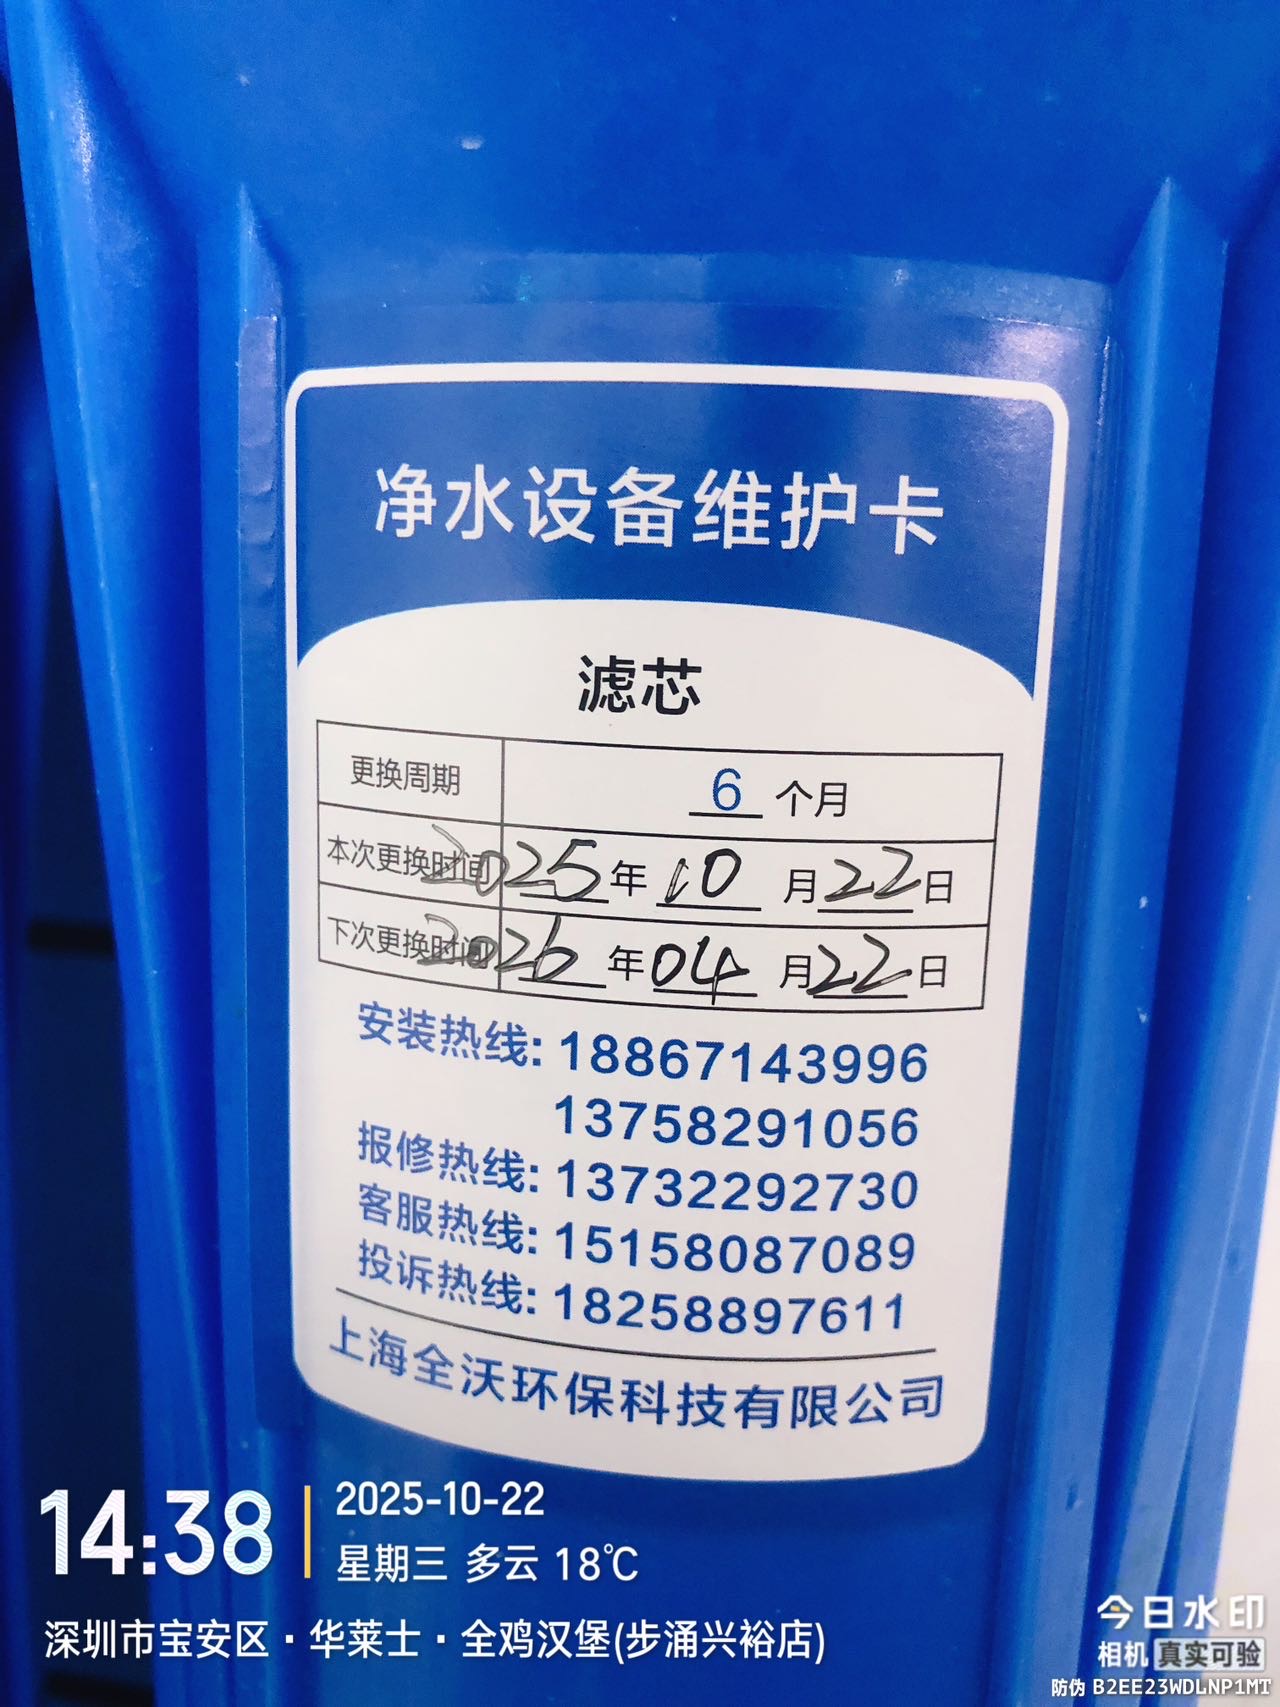 净水设备维护卡
滤芯
更换周期 6 个月
本次更换时间 2025 年 10 月 22 日
下次更换时间 2026 年 04 月 22 日
安装热线: 18867143996
13758291056
报修热线: 13732292730
客服热线: 15158087089
投诉热线: 18258897611
上海全沃环保科技有限公司
14:38
2025-10-22
星期三 多云 18℃
深圳市宝安区·华莱士·全鸡汉堡(步涌兴裕店)
今日水印
相机 真实可验
防伪 B2EE23WDLNP1MT